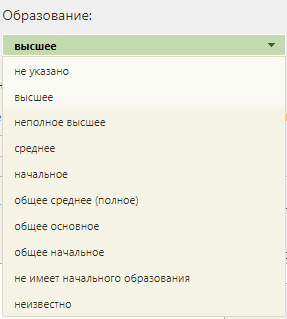 Образование:
высшее
не указано
высшее
неполное высшее
среднее
начальное
общее среднее (полное)
общее основное
общее начальное
не имеет начального образования
неизвестно